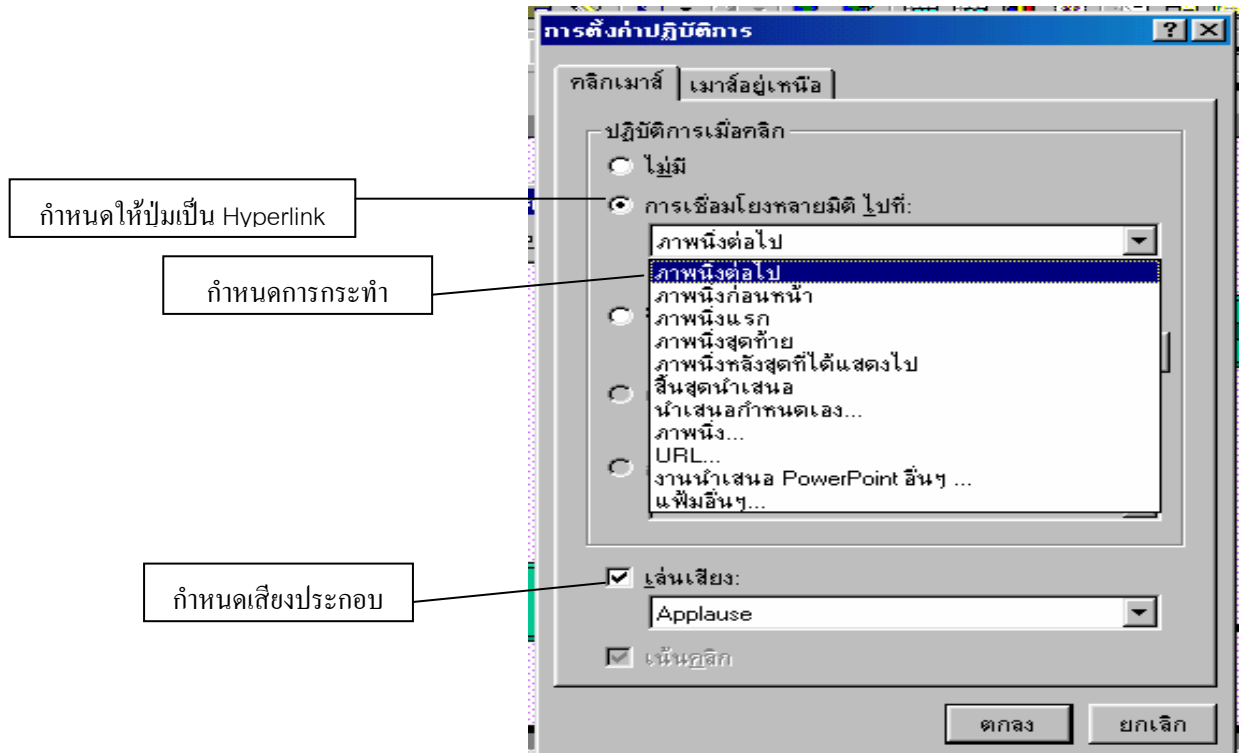 การตั้งค่าปฏิบัติการ
คลิกเมาส์ เมาส์อยู่เหนือ
ปฏิบัติการเมื่อคลิก
ไม่มี
กำหนดให้ปุ่มเป็น Hyperlink
การเชื่อมโยงหลายมิติ ไปที่:
ภาพนิ่งต่อไป
กำหนดการกระทำ
ภาพนิ่งต่อไป
ภาพนิ่งก่อนหน้า
ภาพนิ่งแรก
ภาพนิ่งสุดท้าย
ภาพนิ่งหลังสุดที่ได้แสดงไป
สิ้นสุดนำเสนอ
นำเสนอกำหนดเอง...
ภาพนิ่ง...
URL...
งานนำเสนอ PowerPoint อื่นๆ ...
แฟ้มอื่นๆ...
กำหนดเสียงประกอบ
เล่นเสียง:
Applause
เน้นคลิก
ตกลง ยกเลิก